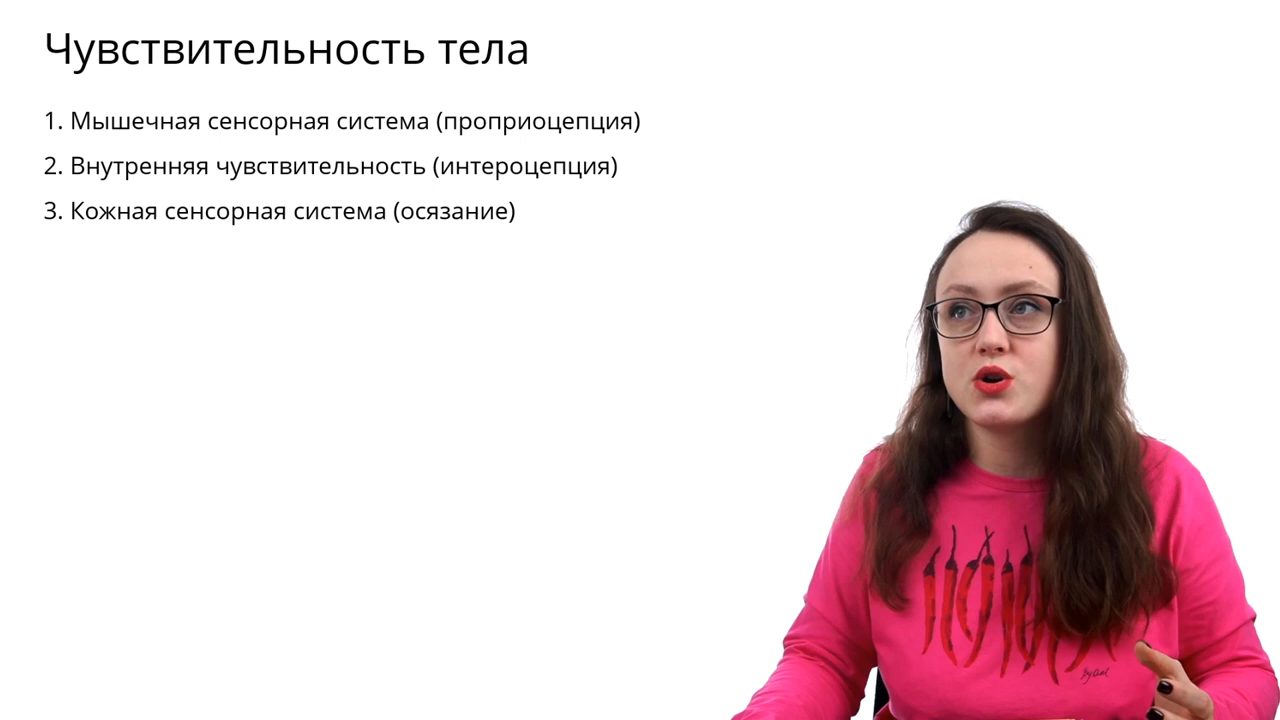 Чувствительность тела
1. Мышечная сенсорная система (проприоцепция)
2. Внутренняя чувствительность (интероцепция)
3. Кожная сенсорная система (осязание)